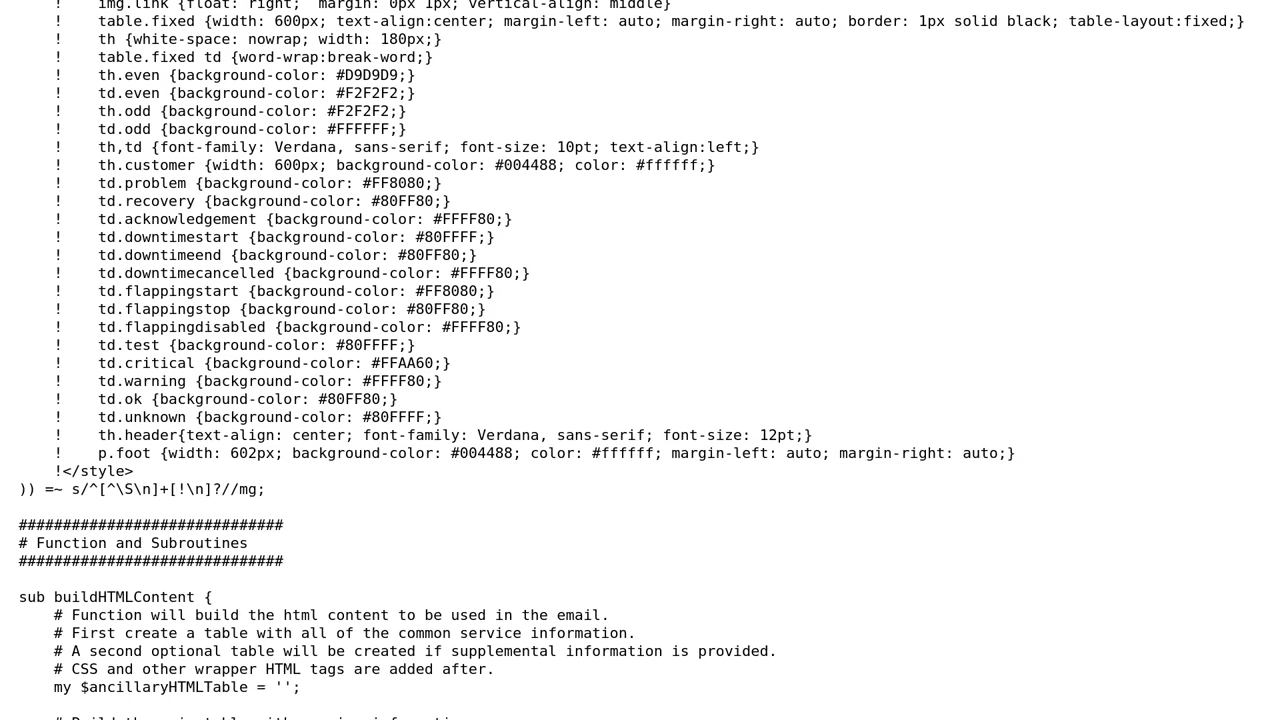 !    img.link {float: right;  margin: 0px 1px; vertical-align: middle}
!    table.fixed {width: 600px; text-align:center; margin-left: auto; margin-right: auto; border: 1px solid black; table-layout:fixed;}
!    th {white-space: nowrap; width: 180px;}
!    table.fixed td {word-wrap:break-word;}
!    th.even {background-color: #D9D9D9;}
!    td.even {background-color: #F2F2F2;}
!    th.odd {background-color: #F2F2F2;}
!    td.odd {background-color: #FFFFFF;}
!    th,td {font-family: Verdana, sans-serif; font-size: 10pt; text-align:left;}
!    th.customer {width: 600px; background-color: #004488; color: #ffffff;}
!    td.problem {background-color: #FF8080;}
!    td.recovery {background-color: #80FF80;}
!    td.acknowledgement {background-color: #FFFF80;}
!    td.downtimestart {background-color: #80FFFF;}
!    td.downtimeend {background-color: #80FF80;}
!    td.downtimecancelled {background-color: #FFFF80;}
!    td.flappingstart {background-color: #FF8080;}
!    td.flappingstop {background-color: #80FF80;}
!    td.flappingdisabled {background-color: #FFFF80;}
!    td.test {background-color: #80FFFF;}
!    td.critical {background-color: #FFAA60;}
!    td.warning {background-color: #FFFF80;}
!    td.ok {background-color: #80FF80;}
!    td.unknown {background-color: #80FFFF;}
!    th.header{text-align: center; font-family: Verdana, sans-serif; font-size: 12pt;}
!    p.foot {width: 602px; background-color: #004488; color: #ffffff; margin-left: auto; margin-right: auto;}
!</style>
)) =~ s/^[^\S\n]+[!\n]?//mg;
##############################
# Function and Subroutines
##############################
sub buildHTMLContent {
# Function will build the html content to be used in the email.
# First create a table with all of the common service information.
# A second optional table will be created if supplemental information is provided.
# CSS and other wrapper HTML tags are added after.
my $ancillaryHTMLTable = '';